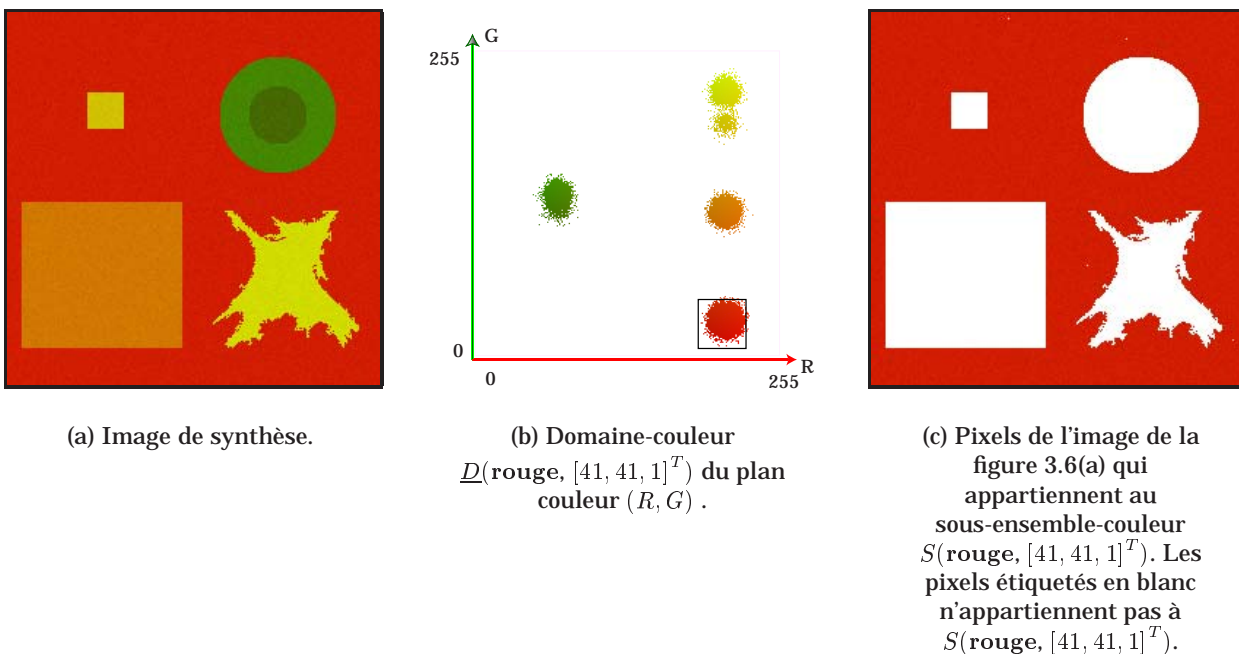 G
255
0
0
255
R
(a) Image de synthèse.
(b) Domaine-couleur
D(rouge, [41, 41, 1]^T) du plan
couleur (R, G) .
(c) Pixels de l'image de la
figure 3.6(a) qui
appartiennent au
sous-ensemble-couleur
S(rouge, [41, 41, 1]^T). Les
pixels étiquetés en blanc
n'appartiennent pas à
S(rouge, [41, 41, 1]^T).